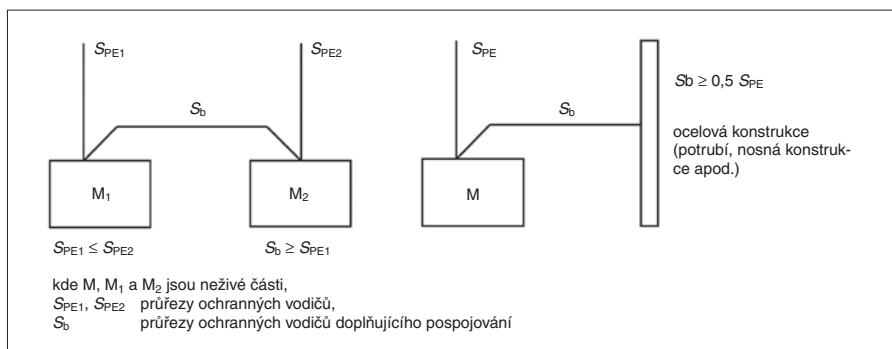 SPE1
SPE2
SPE
Sb
Sb
Sb ≥ 0,5 SPE
ocelová konstrukce
(potrubí, nosná konstruk-
ce apod.)
M1
M2
M
SPE1 ≤ SPE2
Sb ≥ SPE1
kde M, M1 a M2 jsou neživé části,
SPE1, SPE2 průřezy ochranných vodičů,
Sb průřezy ochranných vodičů doplňujícího pospojování